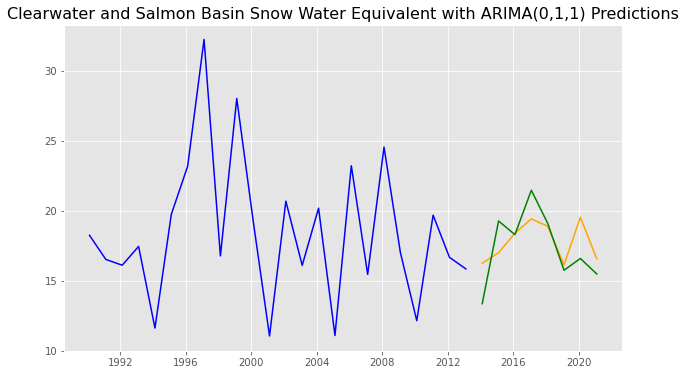 Clearwater and Salmon Basin Snow Water Equivalent with ARIMA(0,1,1) Predictions
30
25
20
15
10
1992 1996 2000 2004 2008 2012 2016 2020